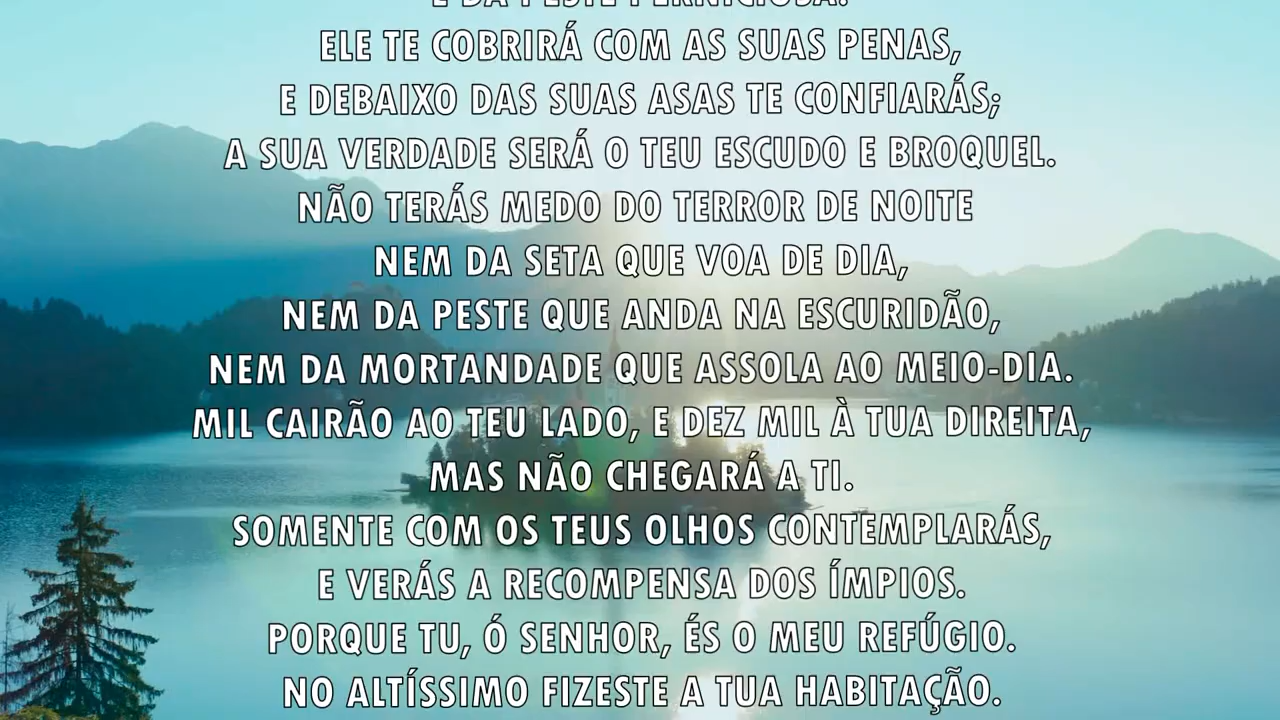 E DA PESTE PERNICIOSA.
ELE TE COBRIRÁ COM AS SUAS PENAS,
E DEBAIXO DAS SUAS ASAS TE CONFIARÁS;
A SUA VERDADE SERÁ O TEU ESCUDO E BROQUEL.
NÃO TERÁS MEDO DO TERROR DE NOITE
NEM DA SETA QUE VOA DE DIA,
NEM DA PESTE QUE ANDA NA ESCURIDÃO,
NEM DA MORTANDADE QUE ASSOLA AO MEIO-DIA.
MIL CAIRÃO AO TEU LADO, E DEZ MIL À TUA DIREITA,
MAS NÃO CHEGARÁ A TI.
SOMENTE COM OS TEUS OLHOS CONTEMPLARÁS,
E VERÁS A RECOMPENSA DOS ÍMPIOS.
PORQUE TU, Ó SENHOR, ÉS O MEU REFÚGIO.
NO ALTÍSSIMO FIZESTE A TUA HABITAÇÃO.